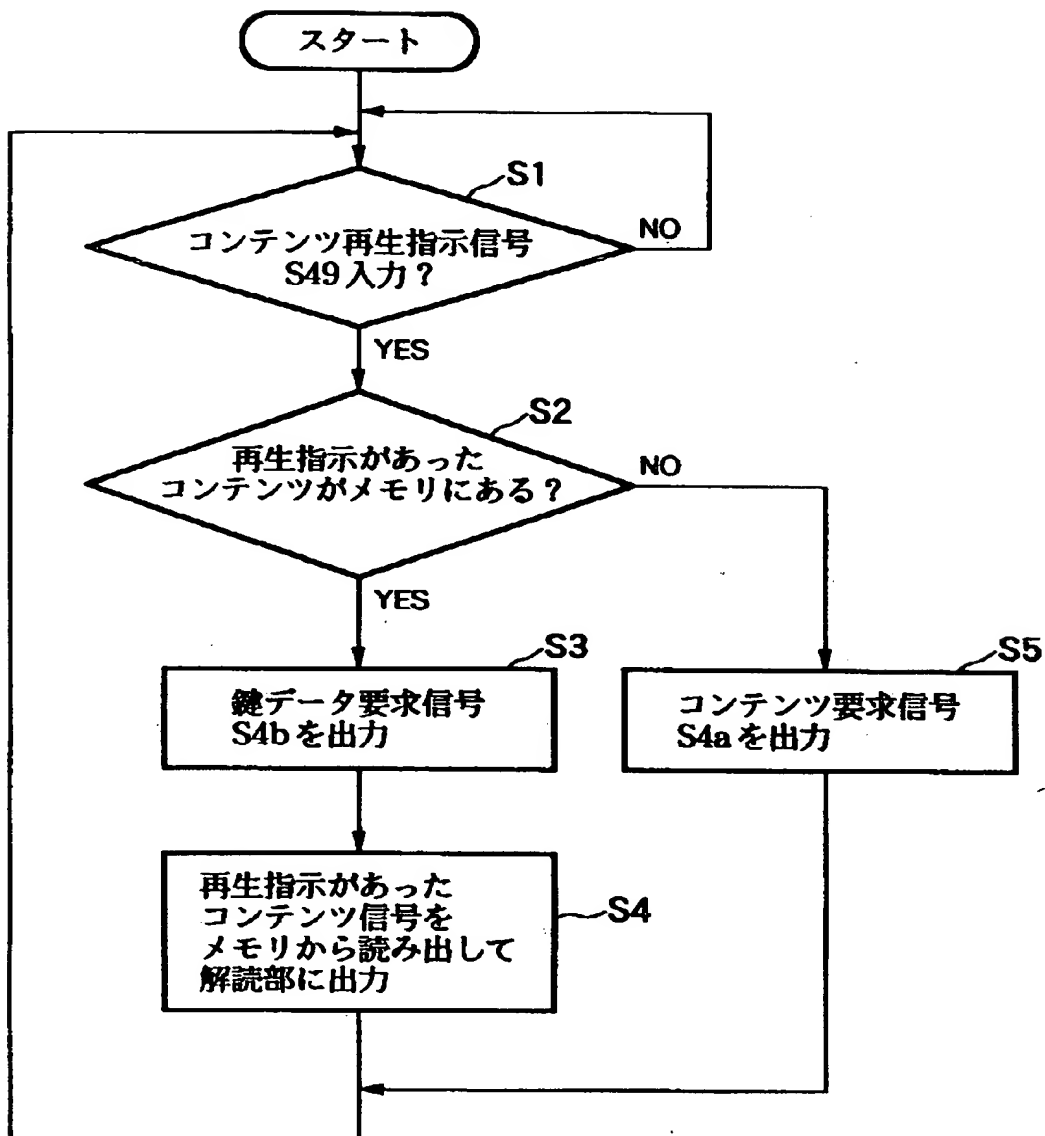 スタート
S1
コンテンツ再生指示信号
S49入力？
NO
YES
S2
再生指示があった
コンテンツがメモリにある？
NO
YES
S3
鍵データ要求信号
S4bを出力
S5
コンテンツ要求信号
S4aを出力
再生指示があった
コンテンツ信号を
メモリから読み出して
解読部に出力
S4